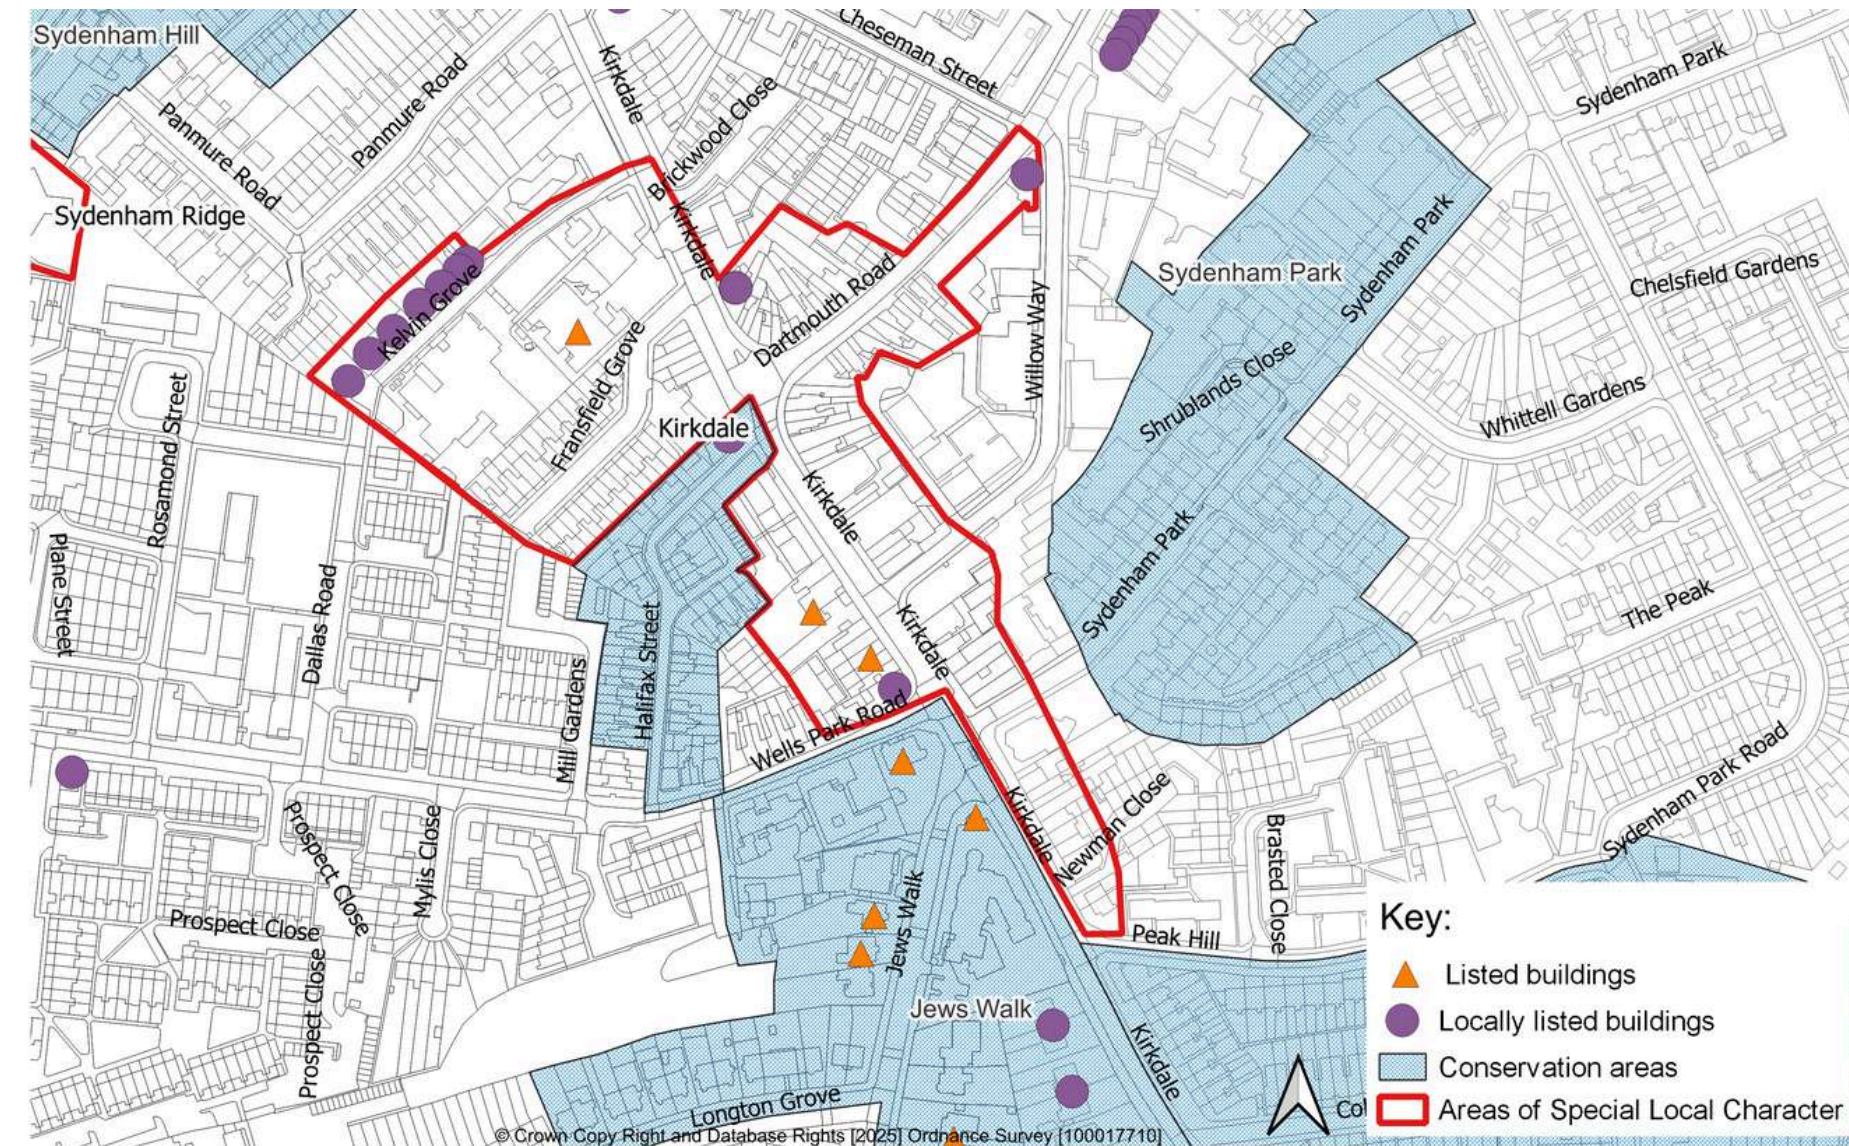 Sydenham Hill
Cheseman Street
Kirkdale
Panmure Road
Sydenham Park
Panmure Road
Brickwood Close
Sydenham Ridge
Kirkdale
Sydenham Park
Sydenham Park
Chelsfield Gardens
Kelvin Grove
Dartmouth Road
Willow Way
Fransfield Grove
Shrublands Close
Rosamond Street
Whittell Gardens
Kirkdale
Kirkdale
Sydenham Park
Plane Street
Dallas Road
The Peak
Halifax Street
Kirkdale
Mill Gardens
Wells Park Road
Sydenham Park Road
Kirkdale
Newman Close
Prospect Close
Mylis Close
Brasted Close
Jews Walk
Prospect Close
Peak Hill
Prospect Close
Jews Walk
Kirkdale
Longton Grove
Key:
Listed buildings
Locally listed buildings
Conservation areas
Areas of Special Local Character
© Crown Copy Right and Database Rights [2025] Ordnance Survey [100017710]